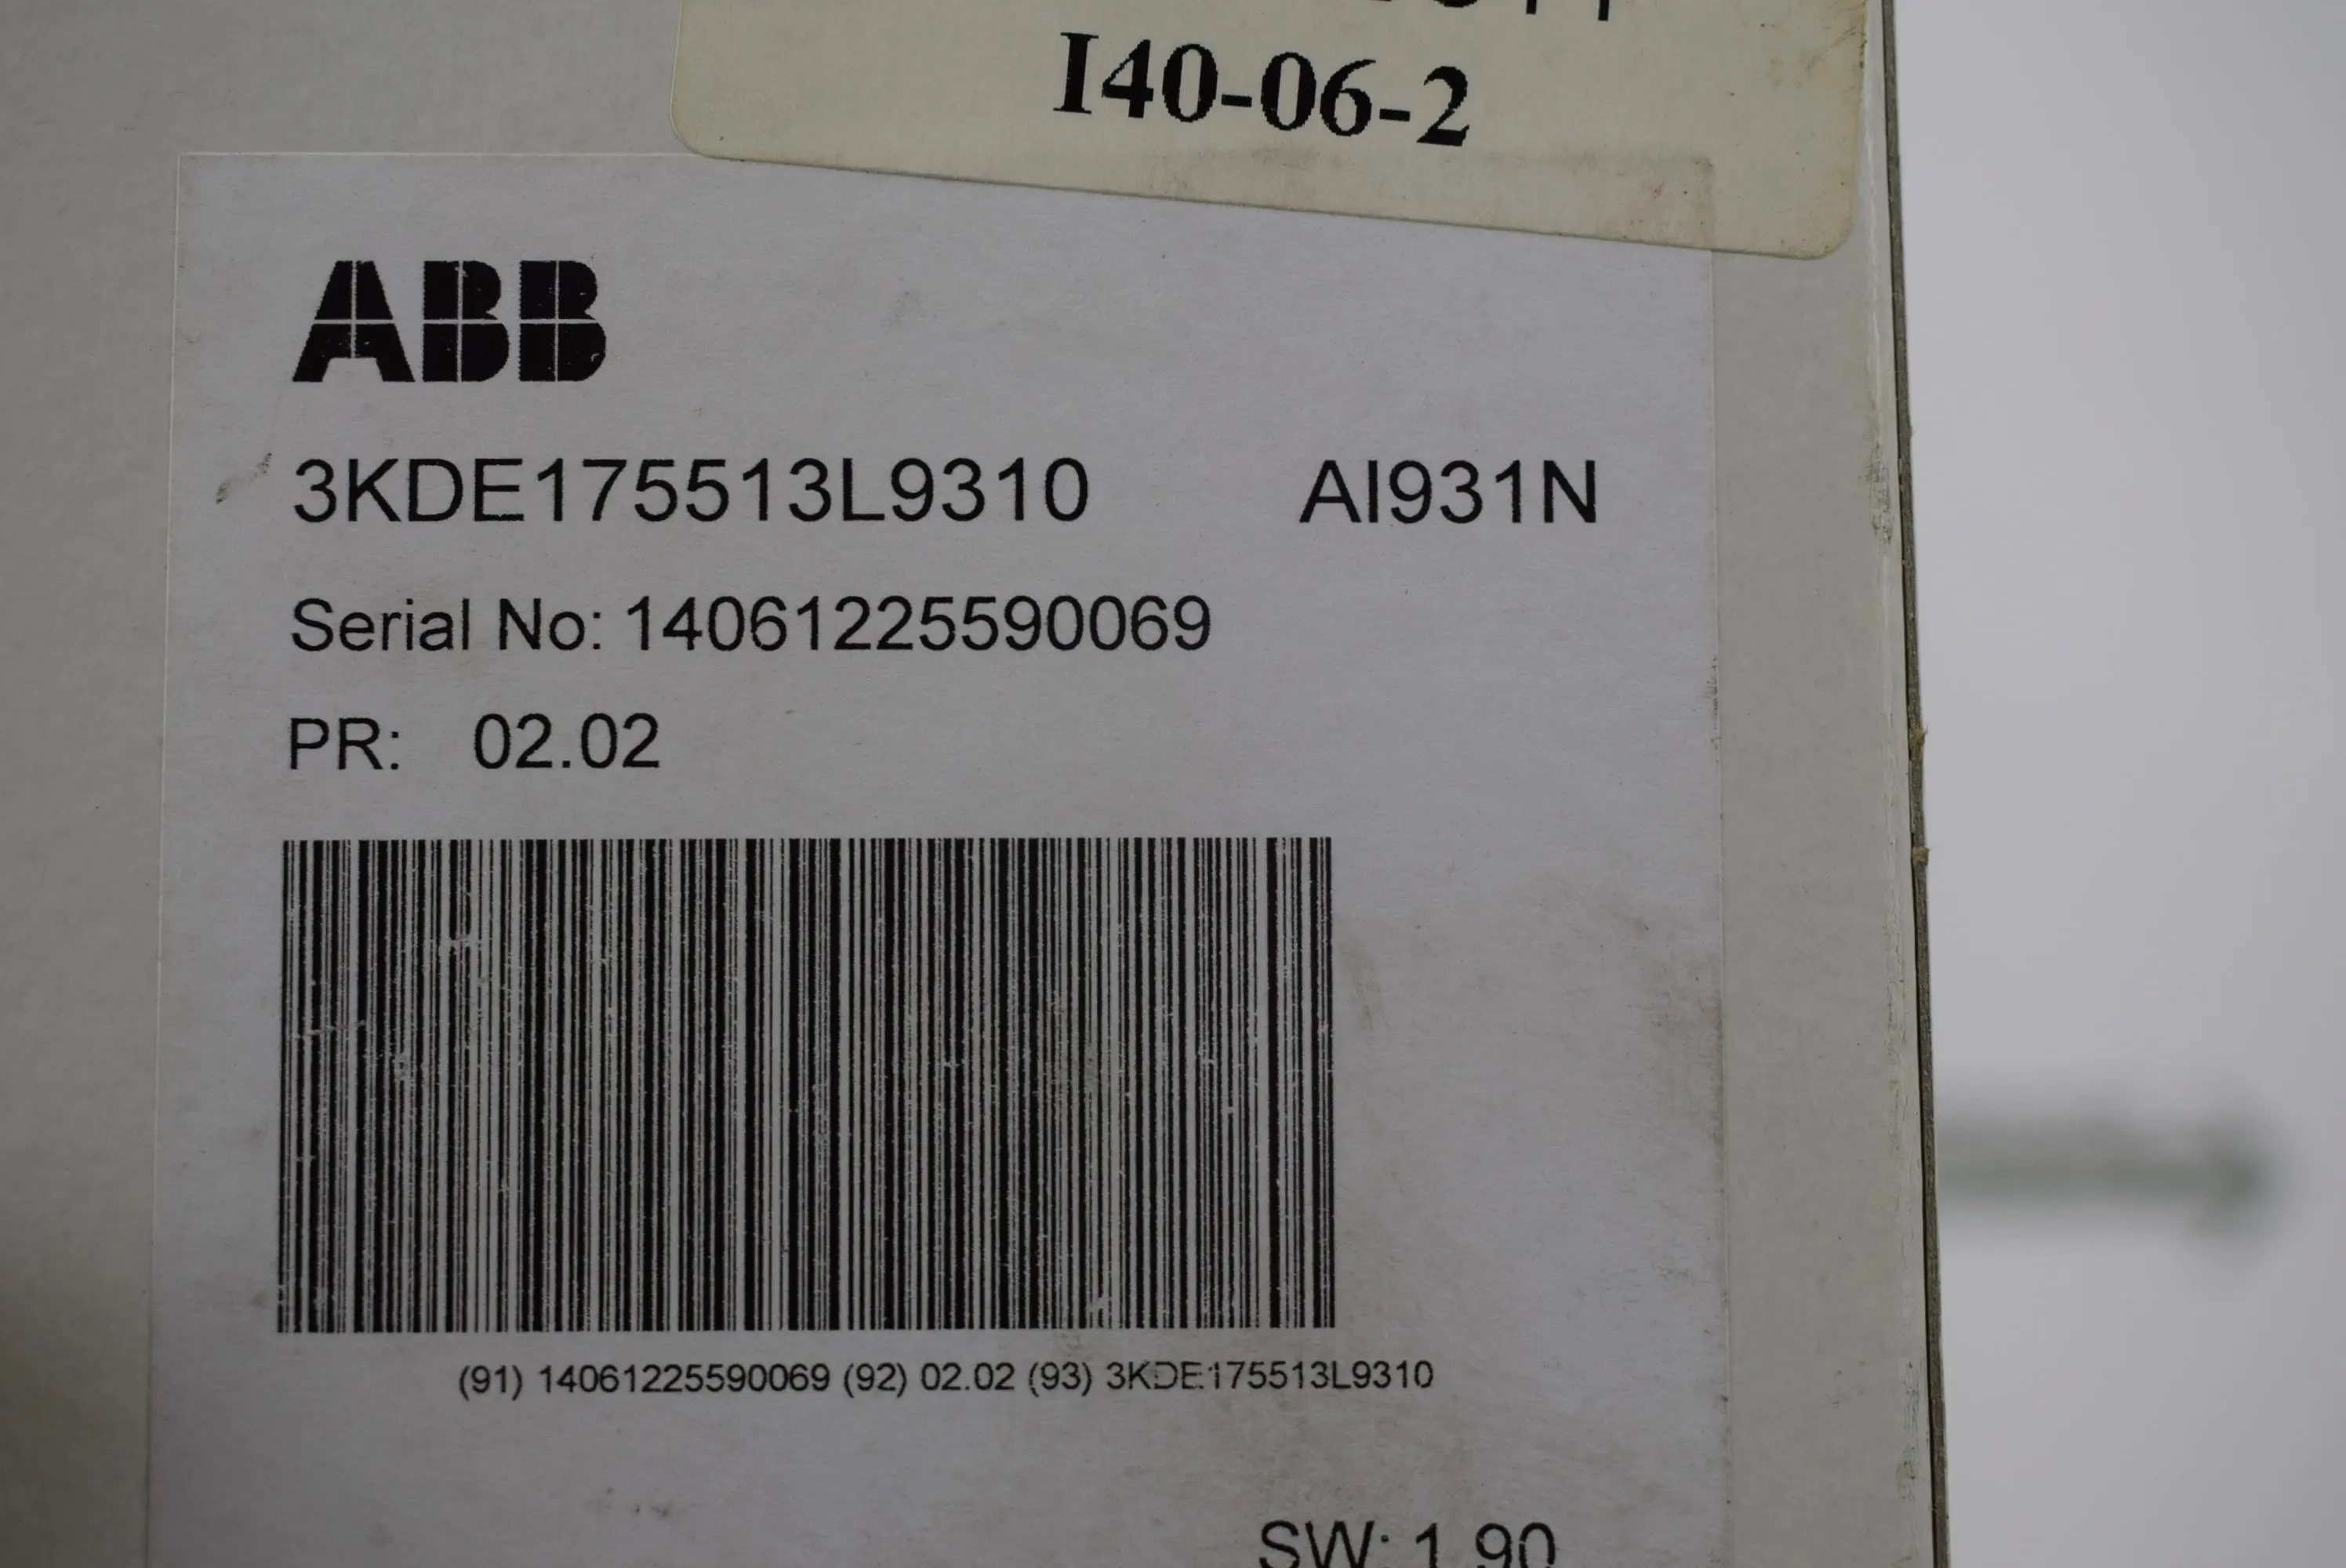 I40-06-2
ABB
3KDE175513L9310 AI931N
Serial No: 14061225590069
PR: 02.02
(91) 14061225590069 (92) 02.02 (93) 3KDE175513L9310
SW: 1.90